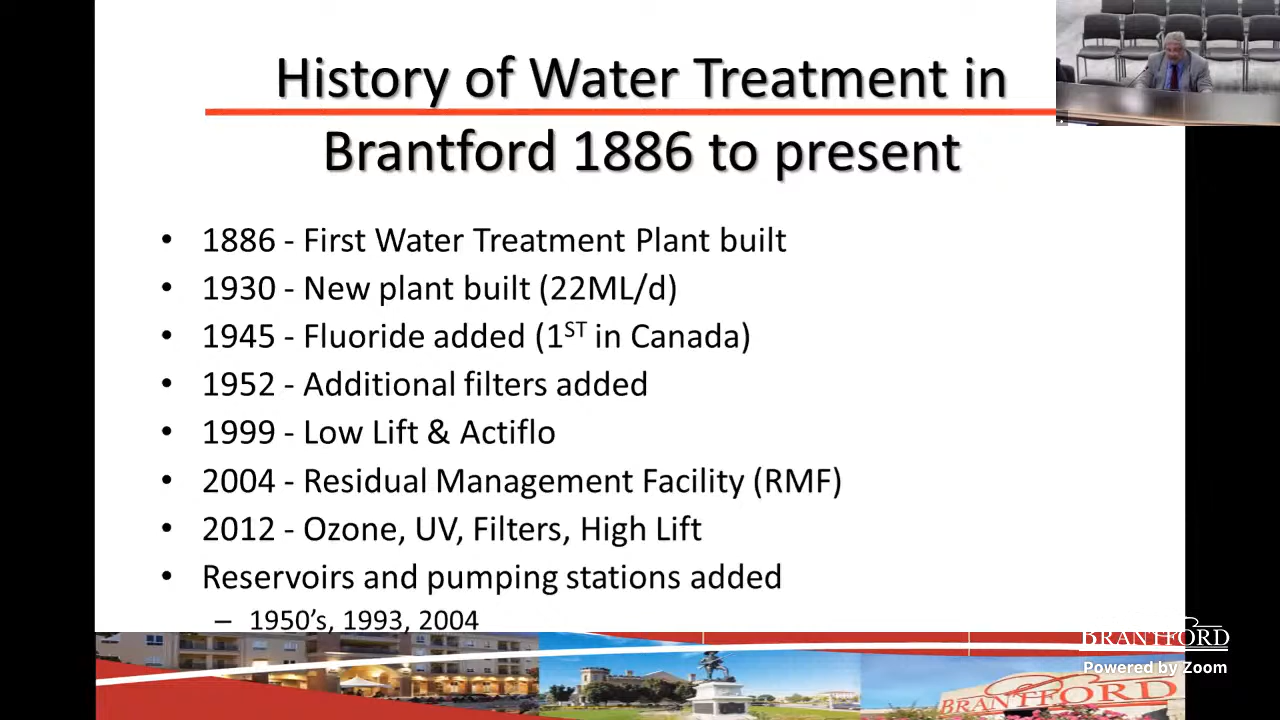 History of Water Treatment in
Brantford 1886 to present
• 1886 - First Water Treatment Plant built
• 1930 - New plant built (22ML/d)
• 1945 - Fluoride added (1ST in Canada)
• 1952 - Additional filters added
• 1999 - Low Lift & Actiflo
• 2004 - Residual Management Facility (RMF)
• 2012 - Ozone, UV, Filters, High Lift
• Reservoirs and pumping stations added
– 1950's, 1993, 2004
BRANTFORD
Powered by Zoom
BRANTFORD